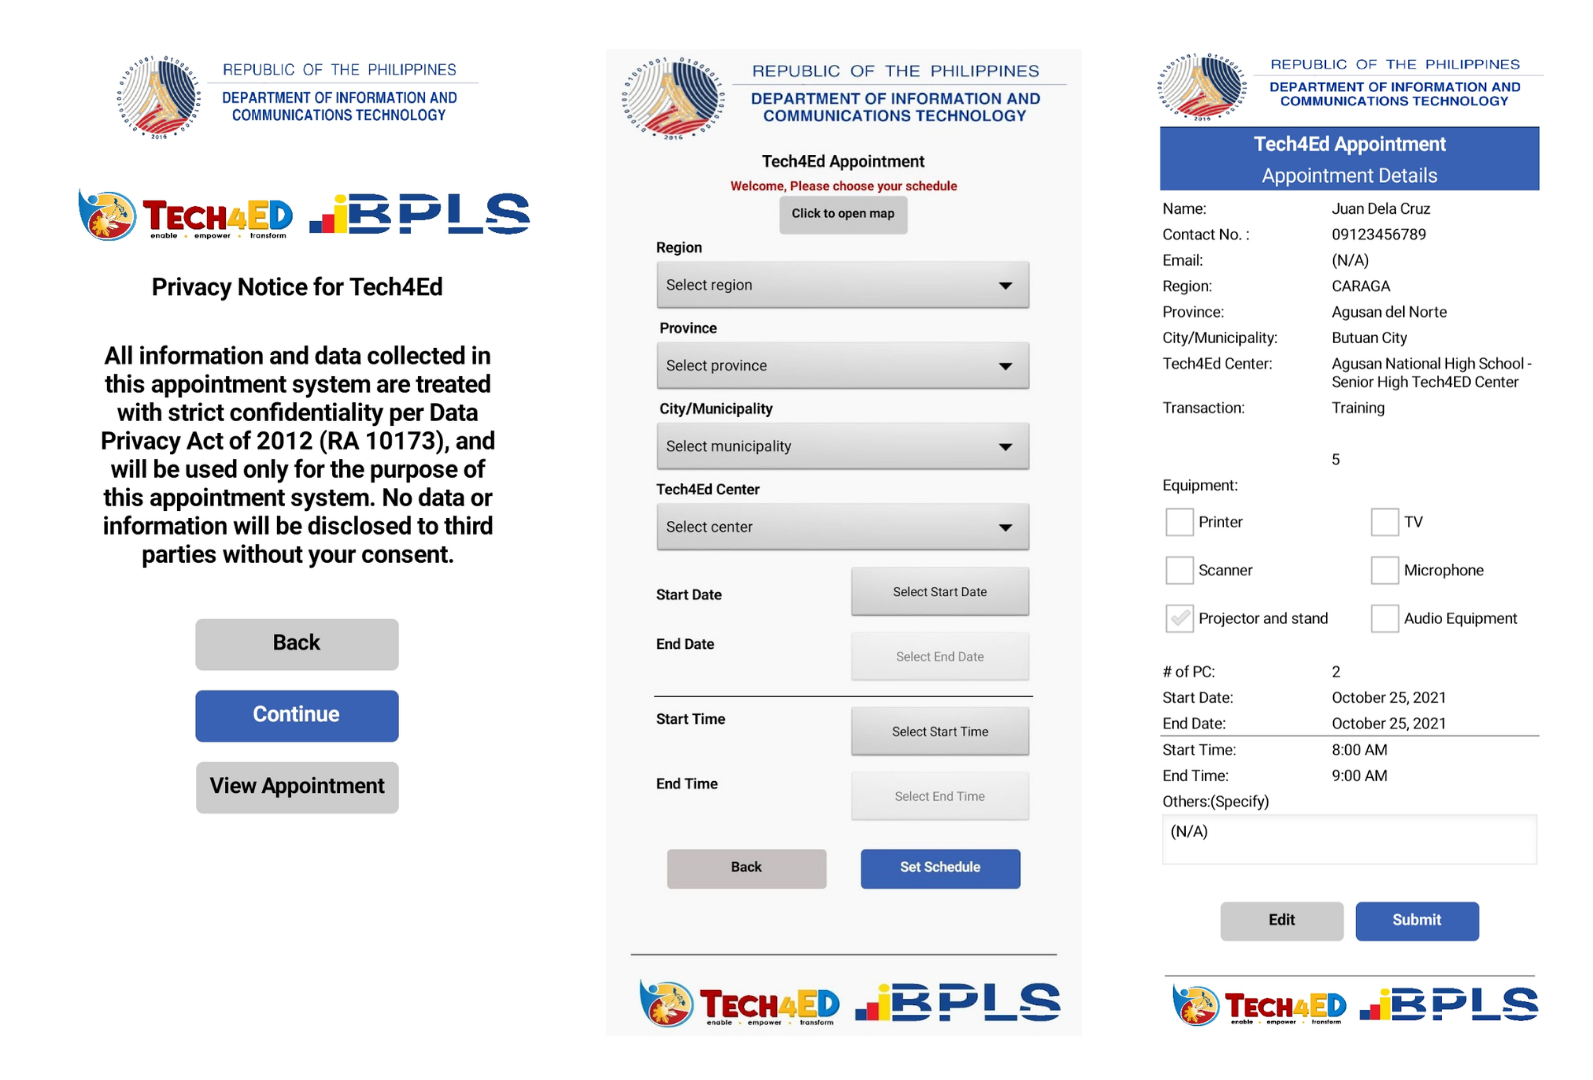 REPUBLIC OF THE PHILIPPINES
DEPARTMENT OF INFORMATION AND
COMMUNICATIONS TECHNOLOGY
2016
TECH4ED
enable • empower • transform
iBPLS
Privacy Notice for Tech4Ed
All information and data collected in
this appointment system are treated
with strict confidentiality per Data
Privacy Act of 2012 (RA 10173), and
will be used only for the purpose of
this appointment system. No data or
information will be disclosed to third
parties without your consent.
Back
Continue
View Appointment
REPUBLIC OF THE PHILIPPINES
DEPARTMENT OF INFORMATION AND
COMMUNICATIONS TECHNOLOGY
2016
Tech4Ed Appointment
Welcome, Please choose your schedule
Click to open map
Region
Select region
Province
Select province
City/Municipality
Select municipality
Tech4Ed Center
Select center
Start Date
Select Start Date
End Date
Select End Date
Start Time
Select Start Time
End Time
Select End Time
Back
Set Schedule
TECH4ED
enable • empower • transform
iBPLS
REPUBLIC OF THE PHILIPPINES
DEPARTMENT OF INFORMATION AND
COMMUNICATIONS TECHNOLOGY
2016
Tech4Ed Appointment
Appointment Details
Name: Juan Dela Cruz
Contact No. : 09123456789
Email: (N/A)
Region: CARAGA
Province: Agusan del Norte
City/Municipality: Butuan City
Tech4Ed Center: Agusan National High School -
Senior High Tech4ED Center
Transaction: Training
5
Equipment:
Printer TV
Scanner Microphone
Projector and stand Audio Equipment
# of PC: 2
Start Date: October 25, 2021
End Date: October 25, 2021
Start Time: 8:00 AM
End Time: 9:00 AM
Others:(Specify)
(N/A)
Edit
Submit
TECH4ED
enable • empower • transform
iBPLS